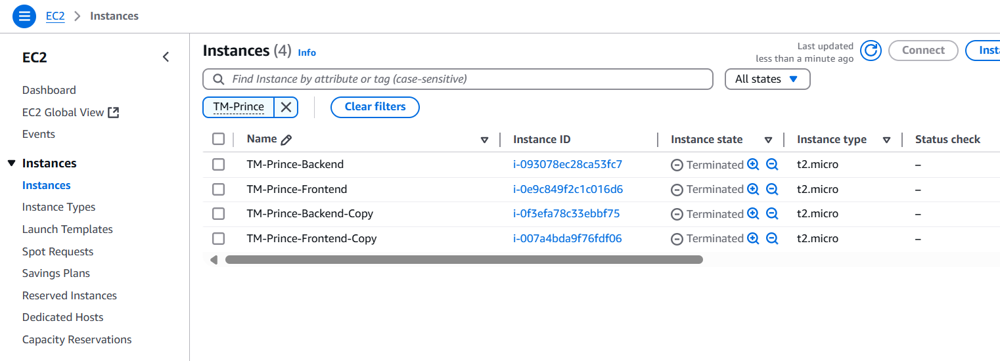 EC2 > Instances
EC2
Dashboard
EC2 Global View
Events
Instances
Instances
Instance Types
Launch Templates
Spot Requests
Savings Plans
Reserved Instances
Dedicated Hosts
Capacity Reservations
Instances (4) Info
Last updated
less than a minute ago
Connect
Inst
Find Instance by attribute or tag (case-sensitive)
All states
TM-Prince
Clear filters
Name Instance ID Instance state Instance type Status check
TM-Prince-Backend i-093078ec28ca53fc7 Terminated t2.micro –
TM-Prince-Frontend i-0e9c849f2c1c016d6 Terminated t2.micro –
TM-Prince-Backend-Copy i-0f3efa78c33ebbf75 Terminated t2.micro –
TM-Prince-Frontend-Copy i-007a4bda9f76fdf06 Terminated t2.micro –